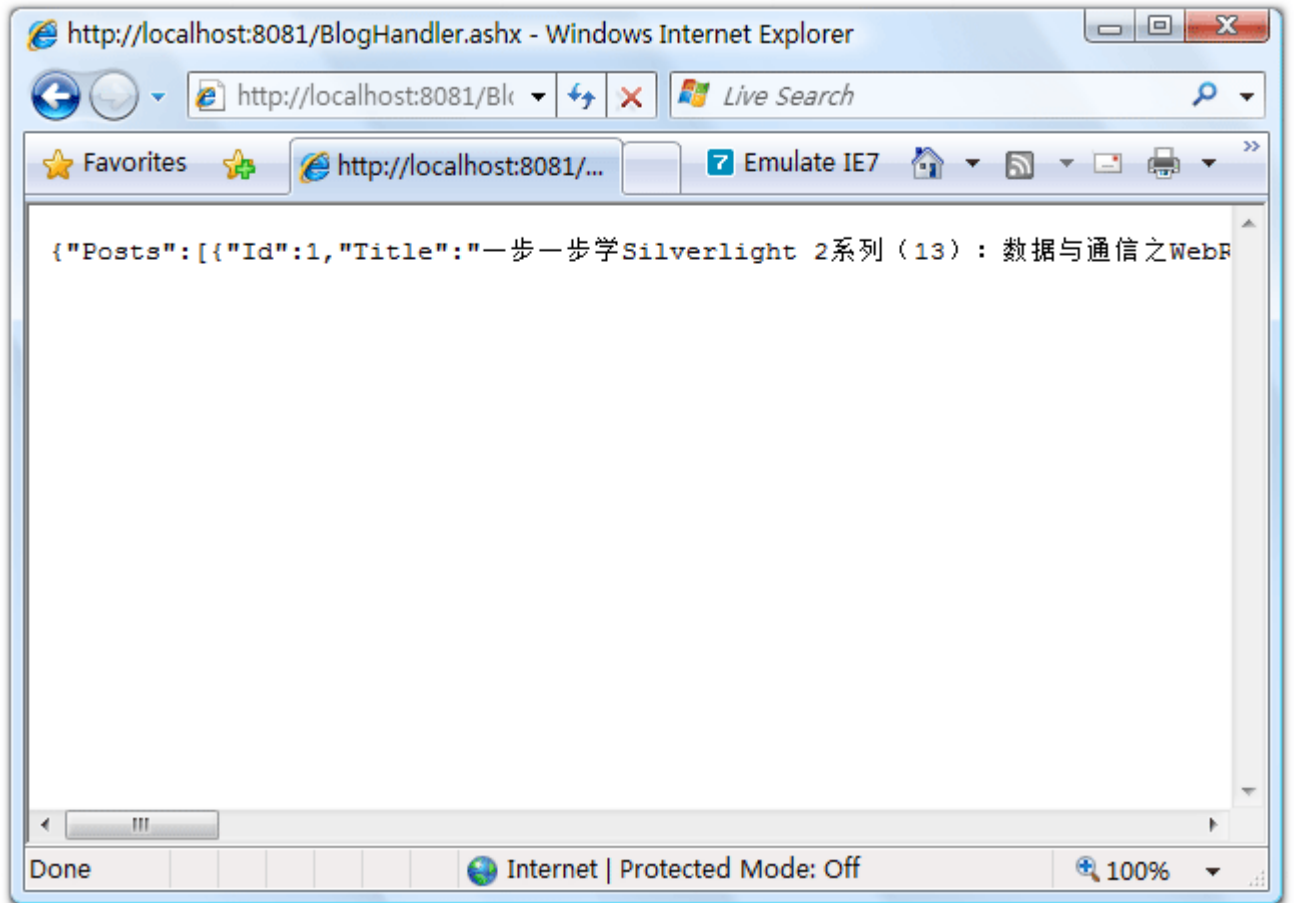 http://localhost:8081/BlogHandler.ashx - Windows Internet Explorer
http://localhost:8081/Blo
Live Search
Favorites
http://localhost:8081/...
7 Emulate IE7
{"Posts":[{"Id":1,"Title":"一步一步学Silverlight 2系列（13）：数据与通信之WebR
Done
Internet | Protected Mode: Off
100%